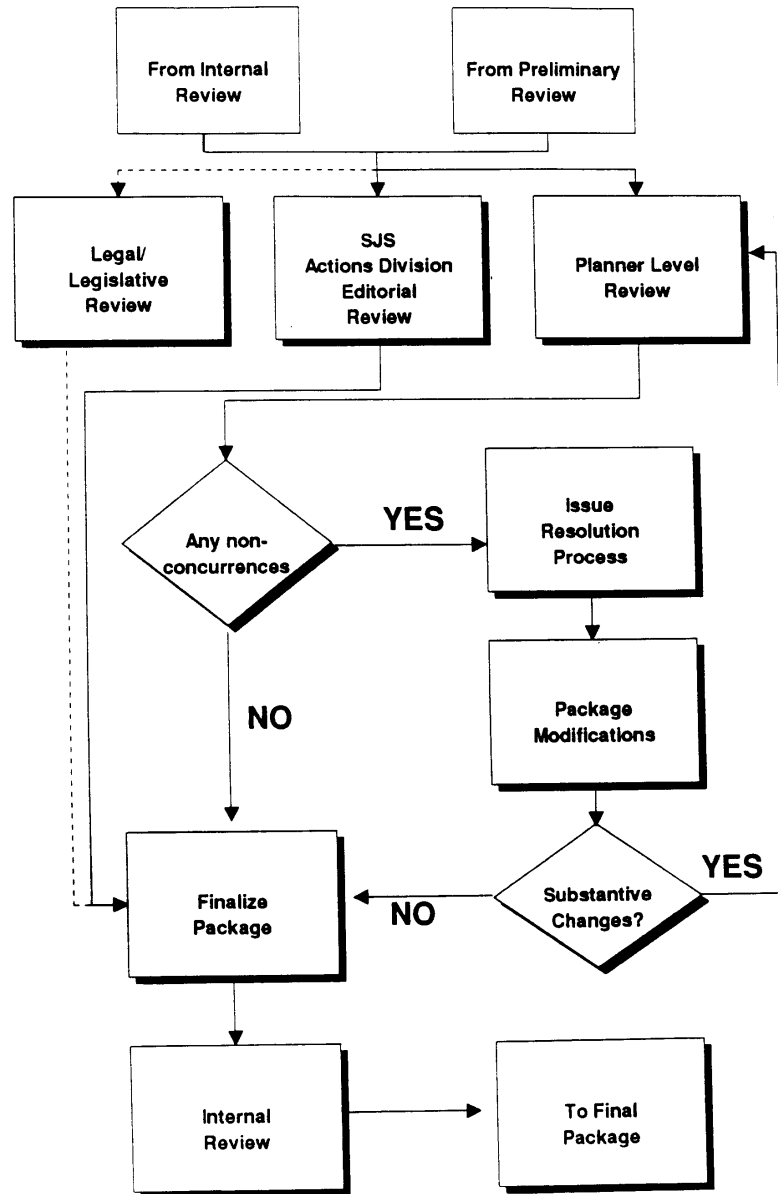 From Internal
Review
From Preliminary
Review
Legal/
Legislative
Review
SJS
Actions Division
Editorial
Review
Planner Level
Review
Any non-
concurrences
YES
Issue
Resolution
Process
NO
Package
Modifications
Finalize
Package
NO
Substantive
Changes?
YES
Internal
Review
To Final
Package